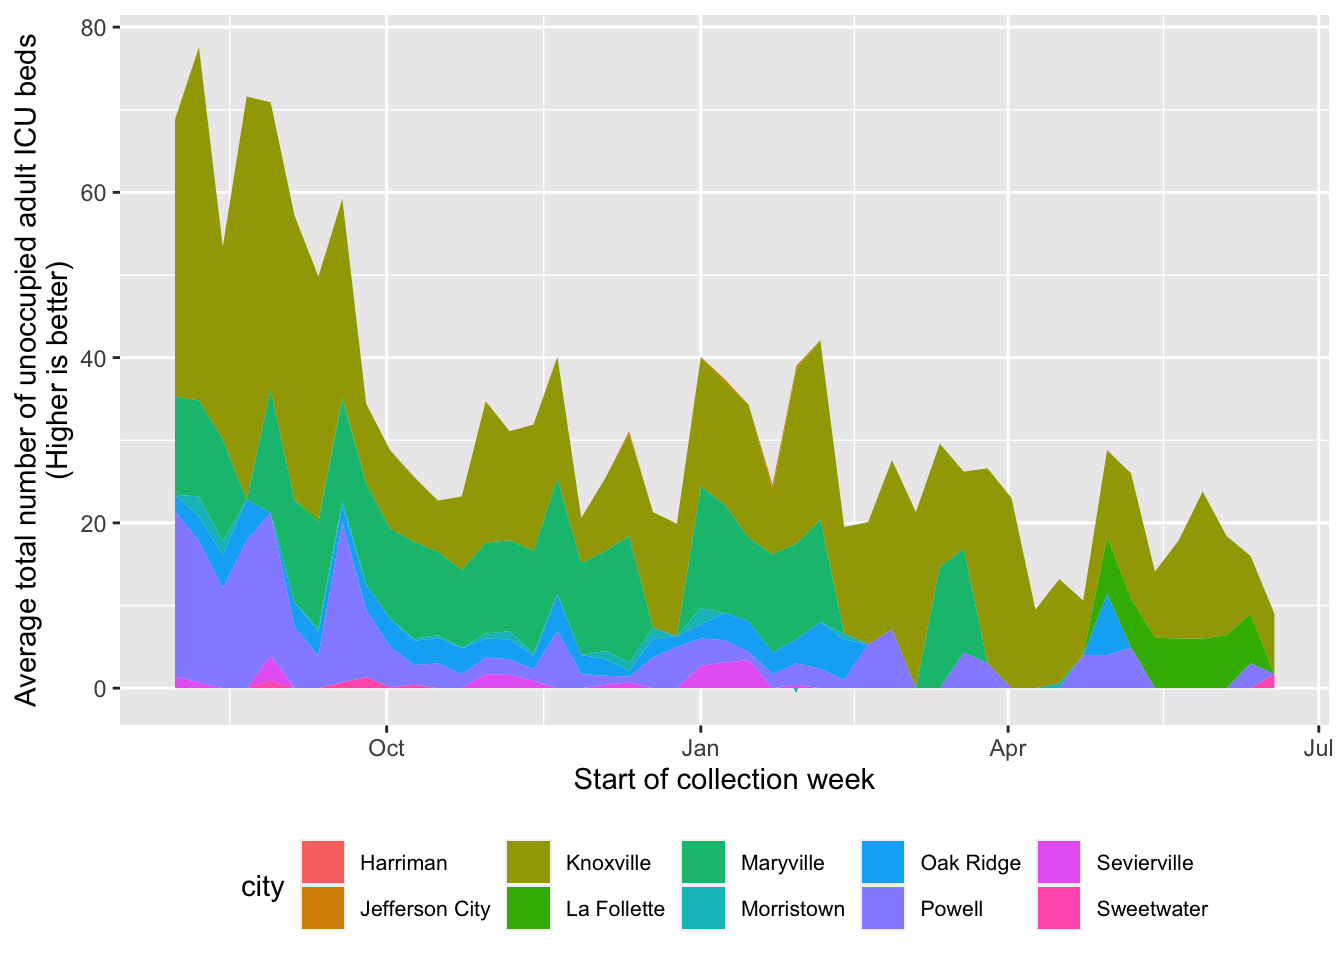 Average total number of unoccupied adult ICU beds
(Higher is better)
80
60
40
20
0
Oct Jan Apr Jul
Start of collection week
city
Harriman Knoxville Maryville Oak Ridge Sevierville
Jefferson City La Follette Morristown Powell Sweetwater